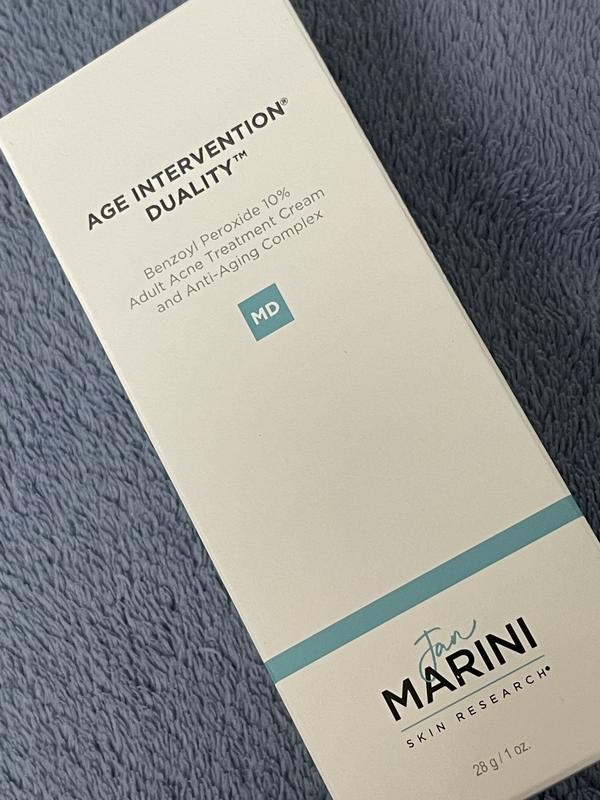 AGE INTERVENTION®
DUALITY™
Benzoyl Peroxide 10%
Adult Acne Treatment Cream
and Anti-Aging Complex
MD
Jan
MARINI
SKIN RESEARCH®
28 g / 1 oz.